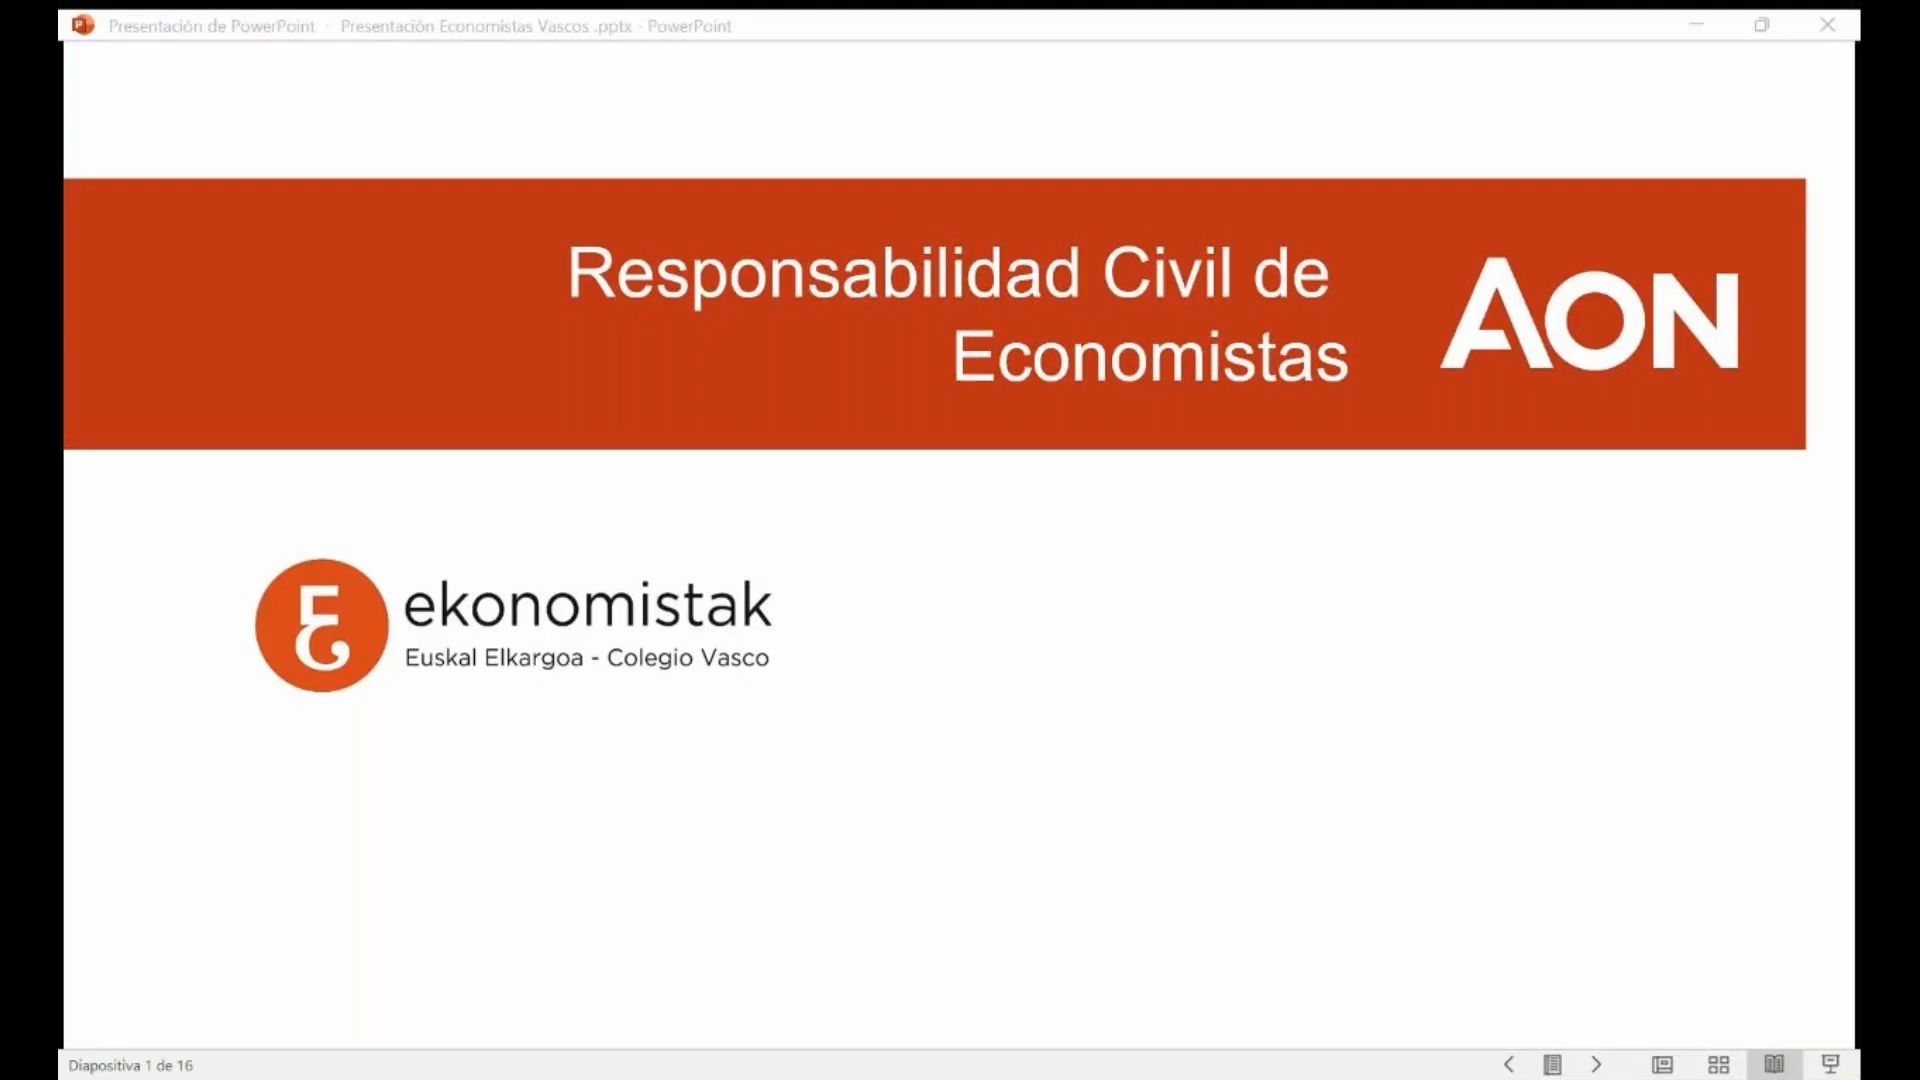 Presentación de PowerPoint - Presentación Economistas Vascos .pptx - PowerPoint
Responsabilidad Civil de
Economistas
AON
ekonomistak
Euskal Elkargoa - Colegio Vasco
Diapositiva 1 de 16